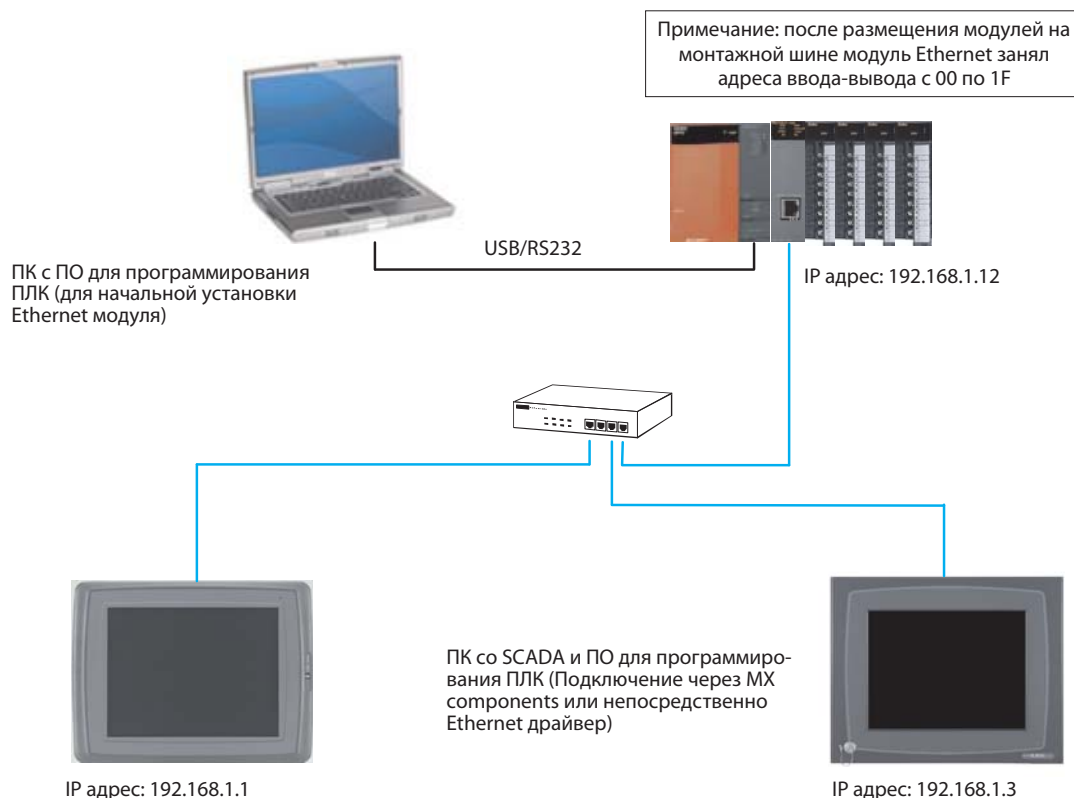 Примечание: после размещения модулей на
монтажной шине модуль Ethernet занял
адреса ввода-вывода с 00 по 1F
USB/RS232
ПК с ПО для программирования
ПЛК (для начальной установки
Ethernet модуля)
IP адрес: 192.168.1.12
ПК со SCADA и ПО для программиро-
вания ПЛК (Подключение через MX
components или непосредственно
Ethernet драйвер)
IP адрес: 192.168.1.1
IP адрес: 192.168.1.3